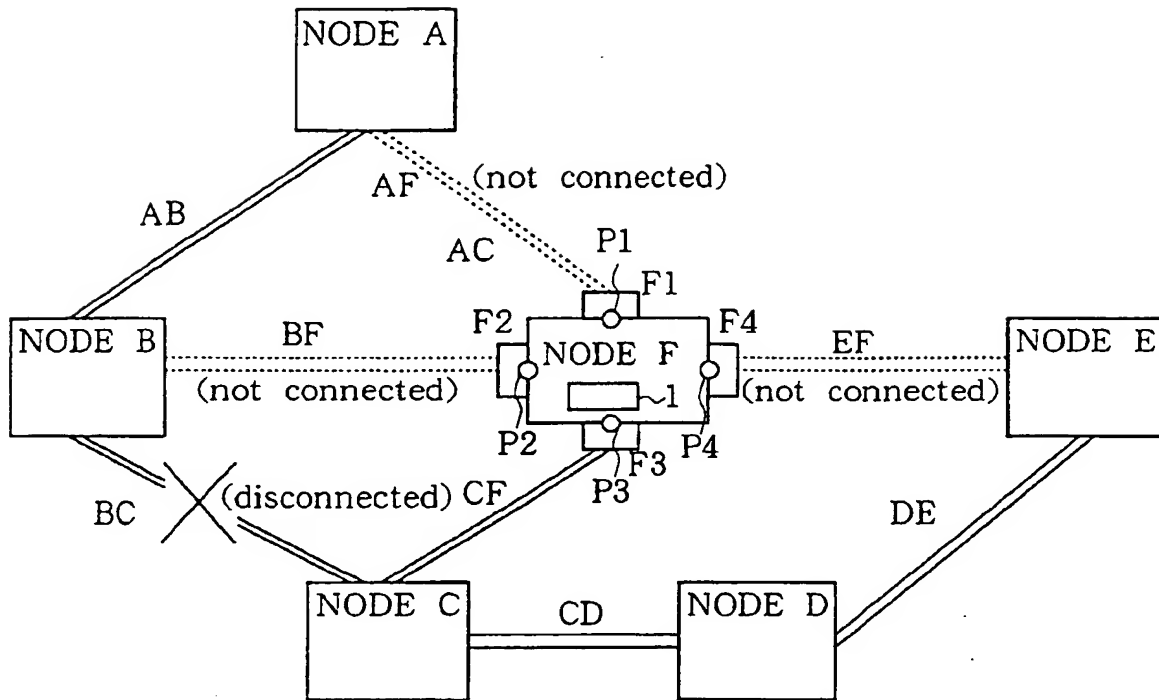 NODE A
AF
(not connected)
AB
AC
P1
F1
NODE B
BF
(not connected)
F2
NODE F
F4
EF
(not connected)
NODE E
1
P2
P4
F3
P3
BC
(disconnected)
CF
DE
NODE C
CD
NODE D